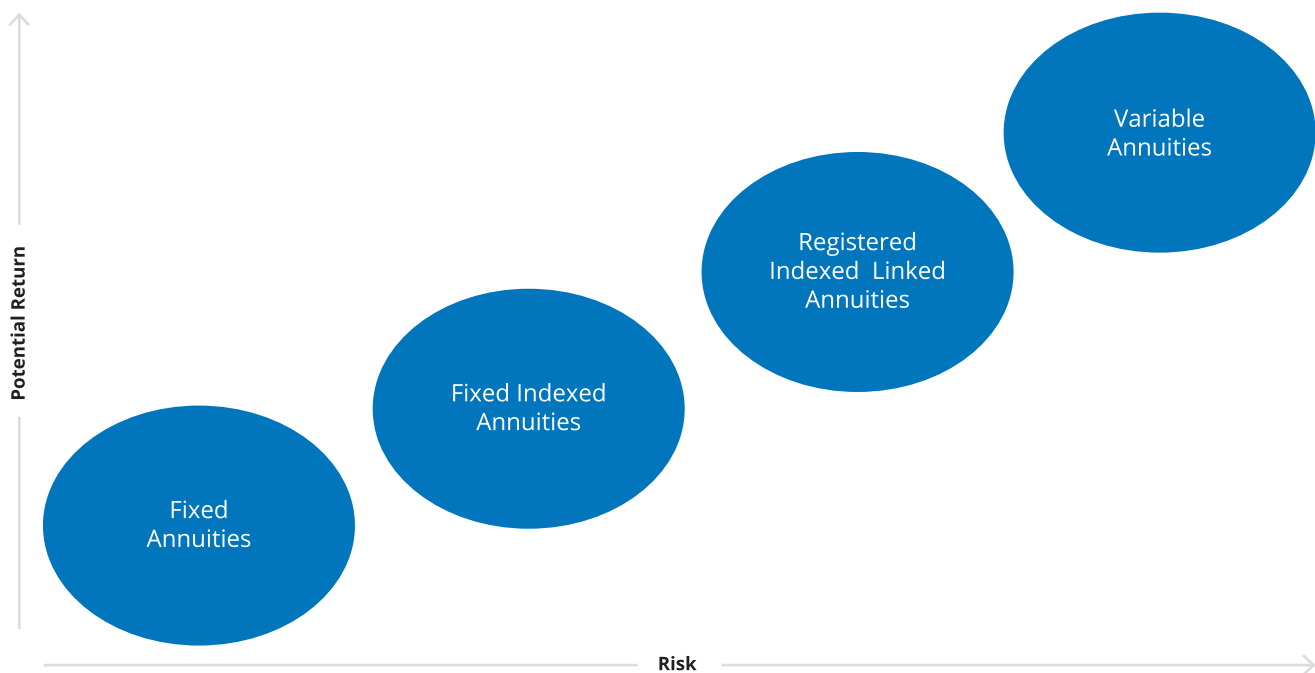 Variable
Annuities
Registered
Indexed  Linked
Annuities
Potential Return
Fixed Indexed
Annuities
Fixed
Annuities
Risk